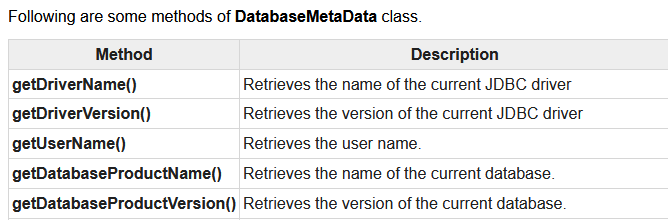 Following are some methods of DatabaseMetaData class.
Method Description
getDriverName() Retrieves the name of the current JDBC driver
getDriverVersion() Retrieves the version of the current JDBC driver
getUserName() Retrieves the user name.
getDatabaseProductName() Retrieves the name of the current database.
getDatabaseProductVersion() Retrieves the version of the current database.